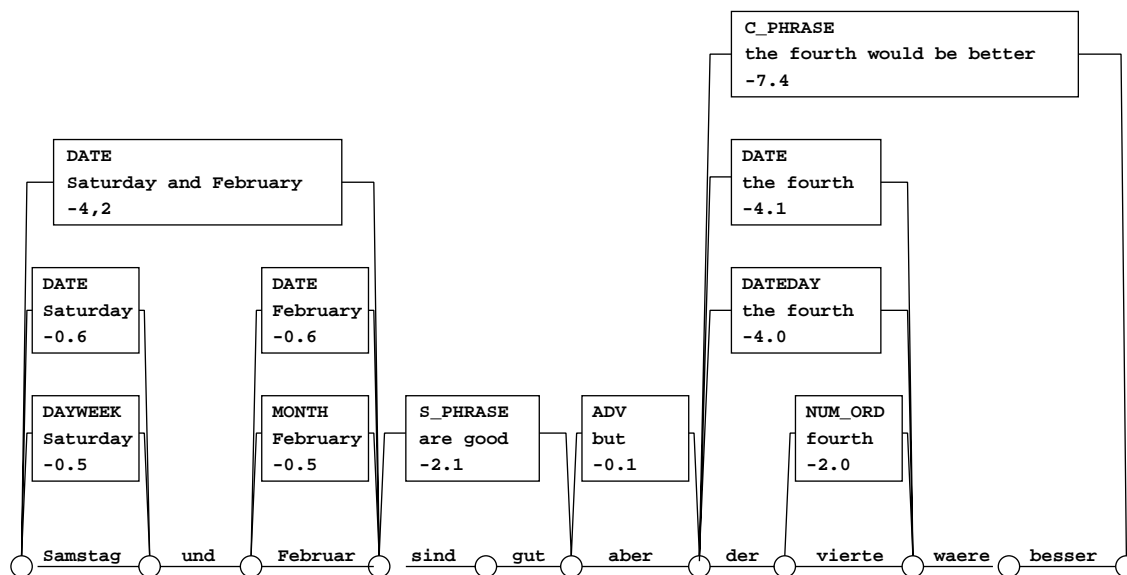 C_PHRASE
the fourth would be better
-7.4
DATE
Saturday and February
-4,2
DATE
the fourth
-4.1
DATE
Saturday
-0.6
DATE
February
-0.6
DATEDAY
the fourth
-4.0
DAYWEEK
Saturday
-0.5
MONTH
February
-0.5
S_PHRASE
are good
-2.1
ADV
but
-0.1
NUM_ORD
fourth
-2.0
Samstag und Februar sind gut aber der vierte waere besser